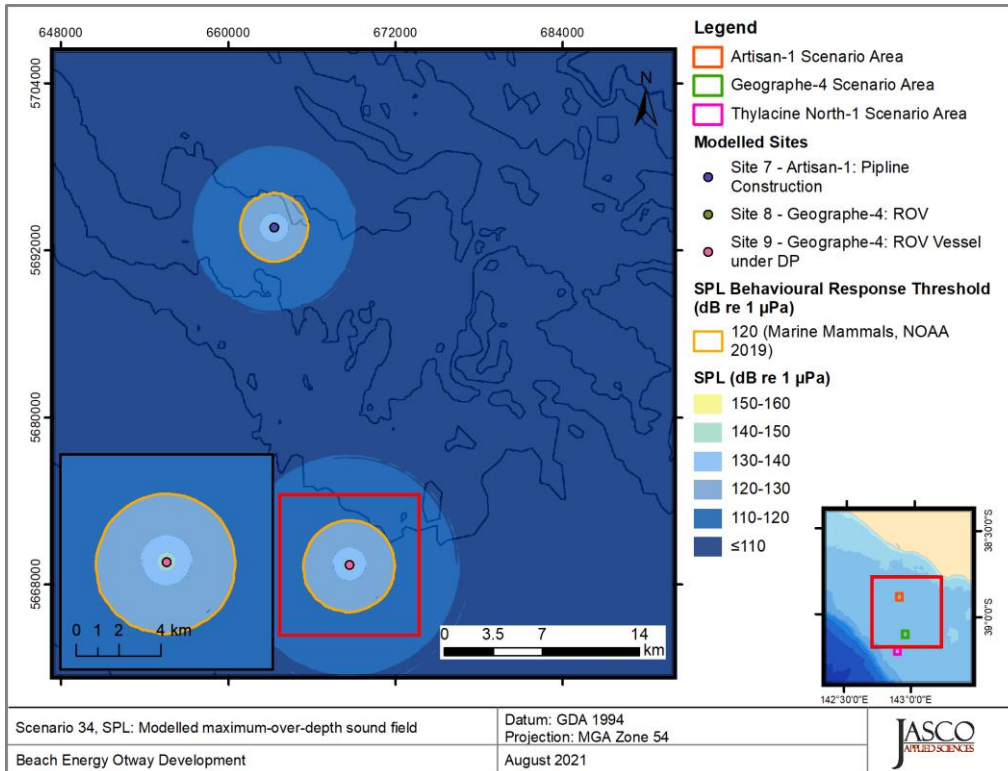 648000 660000 672000 684000
5704000
5692000
5680000
5668000
N
0 1 2 4 km
0 3.5 7 14
km
Legend
Artisan-1 Scenario Area
Geographe-4 Scenario Area
Thylacine North-1 Scenario Area
Modelled Sites
Site 7 - Artisan-1: Pipline
Construction
Site 8 - Geographe-4: ROV
Site 9 - Geographe-4: ROV Vessel
under DP
SPL Behavioural Response Threshold
(dB re 1 µPa)
120 (Marine Mammals, NOAA
2019)
SPL (dB re 1 µPa)
150-160
140-150
130-140
120-130
110-120
≤110
38°30'0"S
39°0'0"S
142°30'0"E 143°0'0"E
Scenario 34, SPL: Modelled maximum-over-depth sound field
Datum: GDA 1994
Projection: MGA Zone 54
Beach Energy Otway Development
August 2021
JASCO
APPLIED SCIENCES